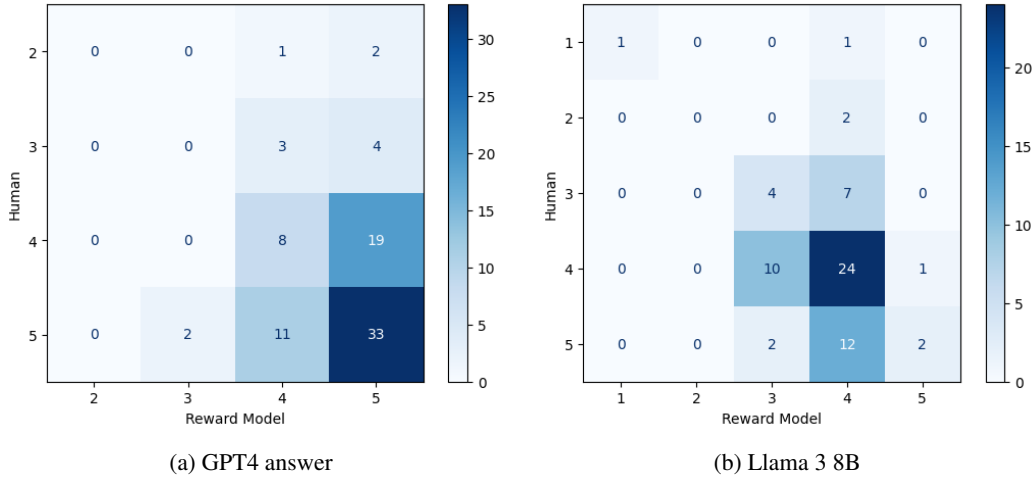 2 0 0 1 2 30
25
3 0 0 3 4 20
Human
15
4 0 0 8 19 10
5
5 0 2 11 33 0
2 3 4 5
Reward Model
(a) GPT4 answer
1 1 0 0 1 0 20
2 0 0 0 2 0 15
Human
3 0 0 4 7 0 10
4 0 0 10 24 1 5
5 0 0 2 12 2 0
1 2 3 4 5
Reward Model
(b) Llama 3 8B